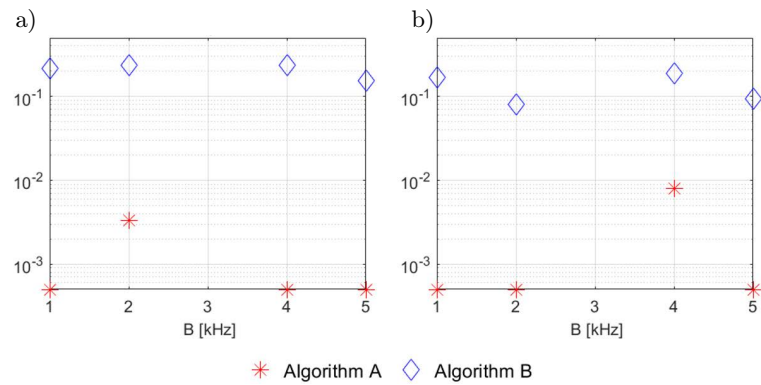 a)
b)
10^-1
10^-2
10^-3
1 2 3 4 5
B [kHz]
10^-1
10^-2
10^-3
1 2 3 4 5
B [kHz]
Algorithm A
Algorithm B